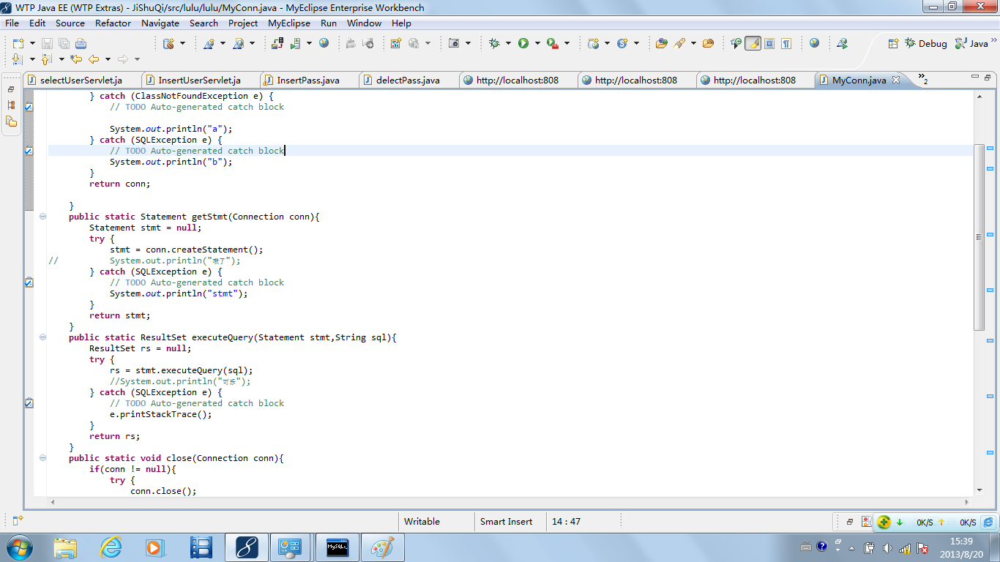 WTP Java EE (WTP Extras) - JiShuQi/src/lulu/lulu/MyConn.java - MyEclipse Enterprise Workbench
File Edit Source Refactor Navigate Search Project MyEclipse Run Window Help
Debug Java
selectUserServlet.ja InsertUserServlet.ja InsertPass.java delectPass.java http://localhost:808 http://localhost:808 http://localhost:808 MyConn.java 2
} catch (ClassNotFoundException e) {
// TODO Auto-generated catch block
System.out.println("a");
} catch (SQLException e) {
// TODO Auto-generated catch block
System.out.println("b");
}
return conn;
}
public static Statement getStmt(Connection conn){
Statement stmt = null;
try {
stmt = conn.createStatement();
// System.out.println("饿了");
} catch (SQLException e) {
// TODO Auto-generated catch block
System.out.println("stmt");
}
return stmt;
}
public static ResultSet executeQuery(Statement stmt,String sql){
ResultSet rs = null;
try {
rs = stmt.executeQuery(sql);
//System.out.println("可乐");
} catch (SQLException e) {
// TODO Auto-generated catch block
e.printStackTrace();
}
return rs;
}
public static void close(Connection conn){
if(conn != null){
try {
conn.close();
Writable Smart Insert 14 : 47 0K/S 0K/S
15:39
2013/8/20